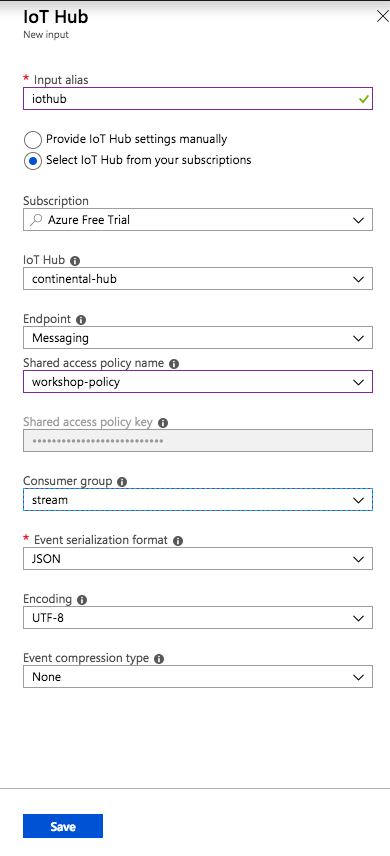 IoT Hub
New input
* Input alias
iothub
Provide IoT Hub settings manually
Select IoT Hub from your subscriptions
Subscription
Azure Free Trial
IoT Hub
continental-hub
Endpoint
Messaging
Shared access policy name
workshop-policy
Shared access policy key
•••••••••••••••••••••••••••
Consumer group
stream
* Event serialization format
JSON
Encoding
UTF-8
Event compression type
None
Save